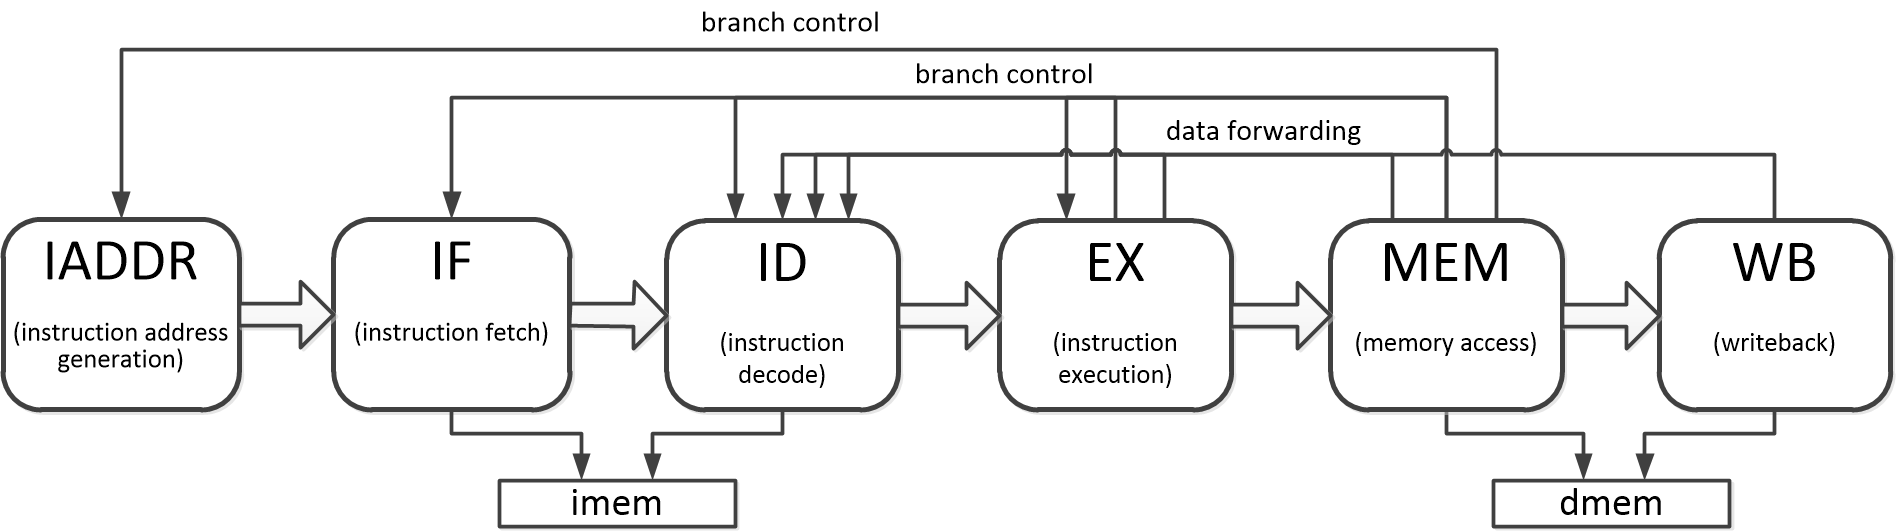 branch control
branch control
data forwarding
IADDR
(instruction address
generation)
IF
(instruction fetch)
ID
(instruction
decode)
EX
(instruction
execution)
MEM
(memory access)
WB
(writeback)
imem
dmem